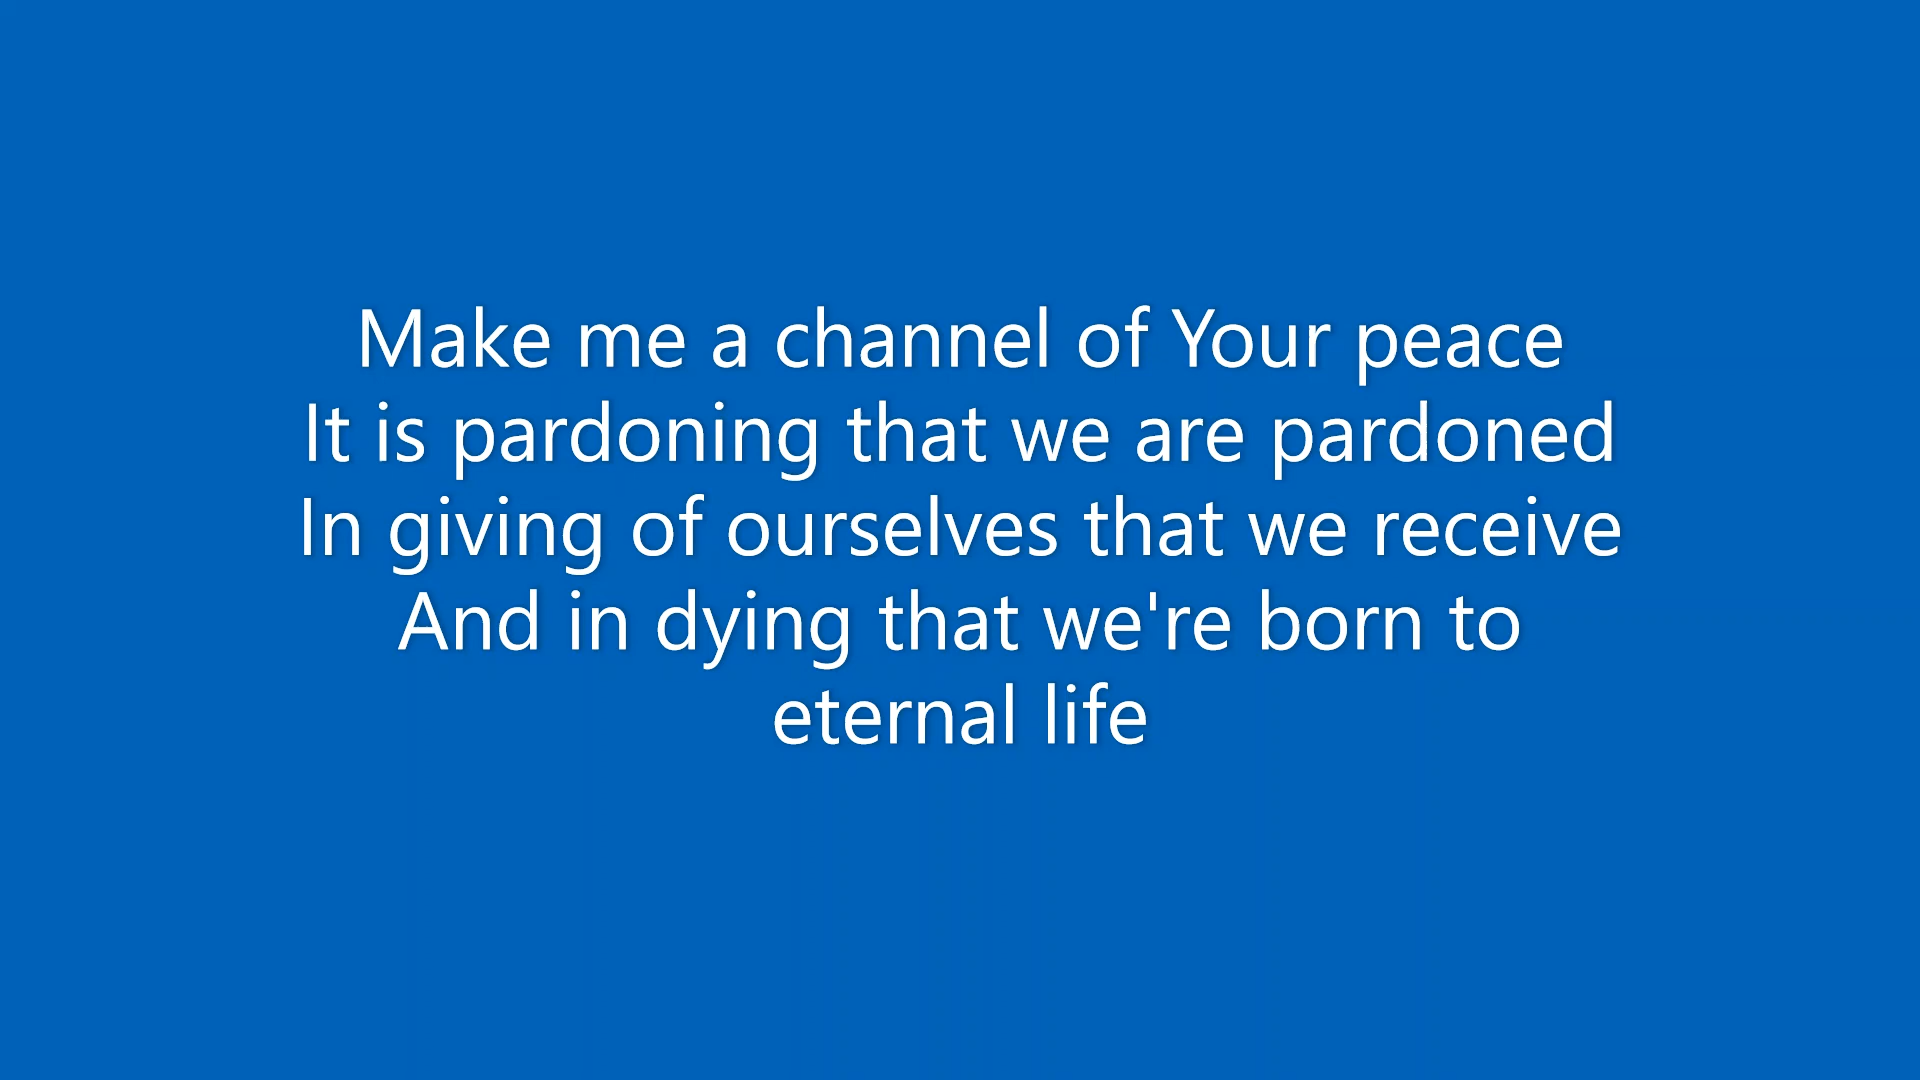 Make me a channel of Your peace
It is pardoning that we are pardoned
In giving of ourselves that we receive
And in dying that we're born to
eternal life